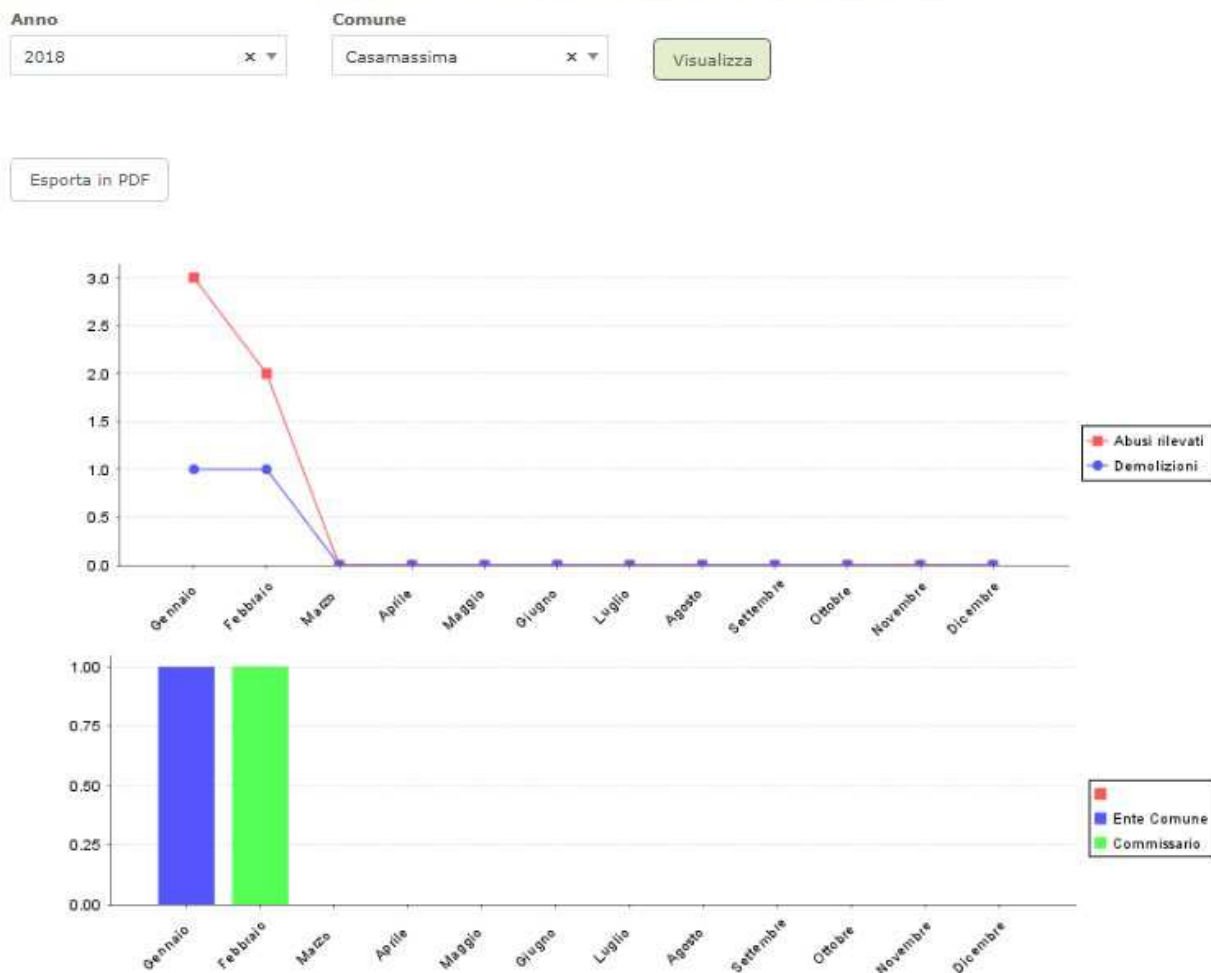 Anno Comune
2018 × ▼ Casamassima × ▼ Visualizza
Esporta in PDF
3.0
2.5
2.0
1.5
1.0
0.5
0.0
Abusi rilevati
Demolizioni
Gennaio Febbraio Marzo Aprile Maggio Giugno Luglio Agosto Settembre Ottobre Novembre Dicembre
1.00
0.75
0.50
0.25
0.00
Ente Comune
Commissario
Gennaio Febbraio Marzo Aprile Maggio Giugno Luglio Agosto Settembre Ottobre Novembre Dicembre